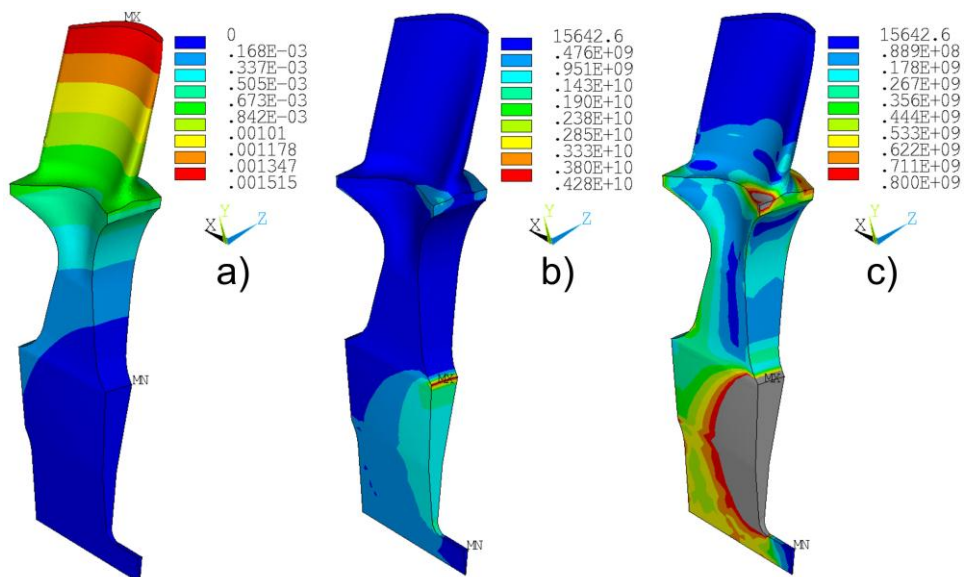 MX
0
.168E-03
.337E-03
.505E-03
.673E-03
.842E-03
.00101
.001178
.001347
.001515
X Y Z
a)
MN
15642.6
.476E+09
.951E+09
.143E+10
.190E+10
.238E+10
.285E+10
.333E+10
.380E+10
.428E+10
X Y Z
b)
MX
MN
15642.6
.889E+08
.178E+09
.267E+09
.356E+09
.444E+09
.533E+09
.622E+09
.711E+09
.800E+09
X Y Z
c)
MX
MN